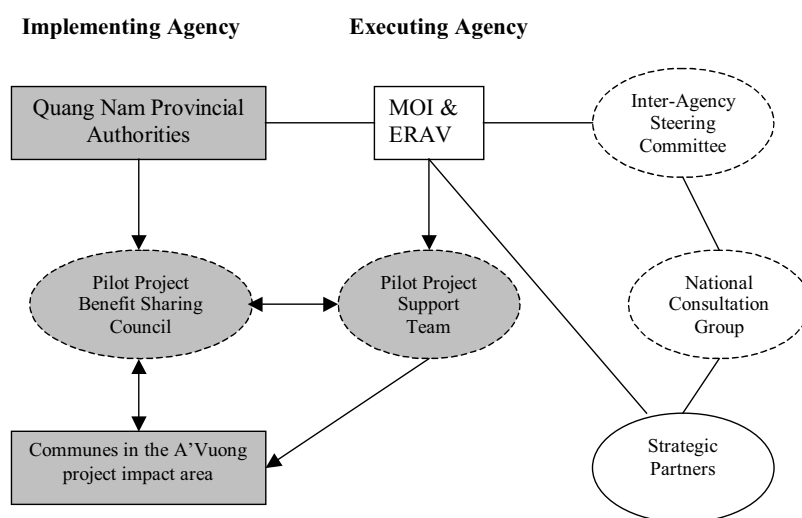 Implementing Agency
Executing Agency
Quang Nam Provincial
Authorities
MOI &
ERAV
Inter-Agency
Steering
Committee
Pilot Project
Benefit Sharing
Council
Pilot Project
Support
Team
National
Consultation
Group
Communes in the A’Vuong
project impact area
Strategic
Partners